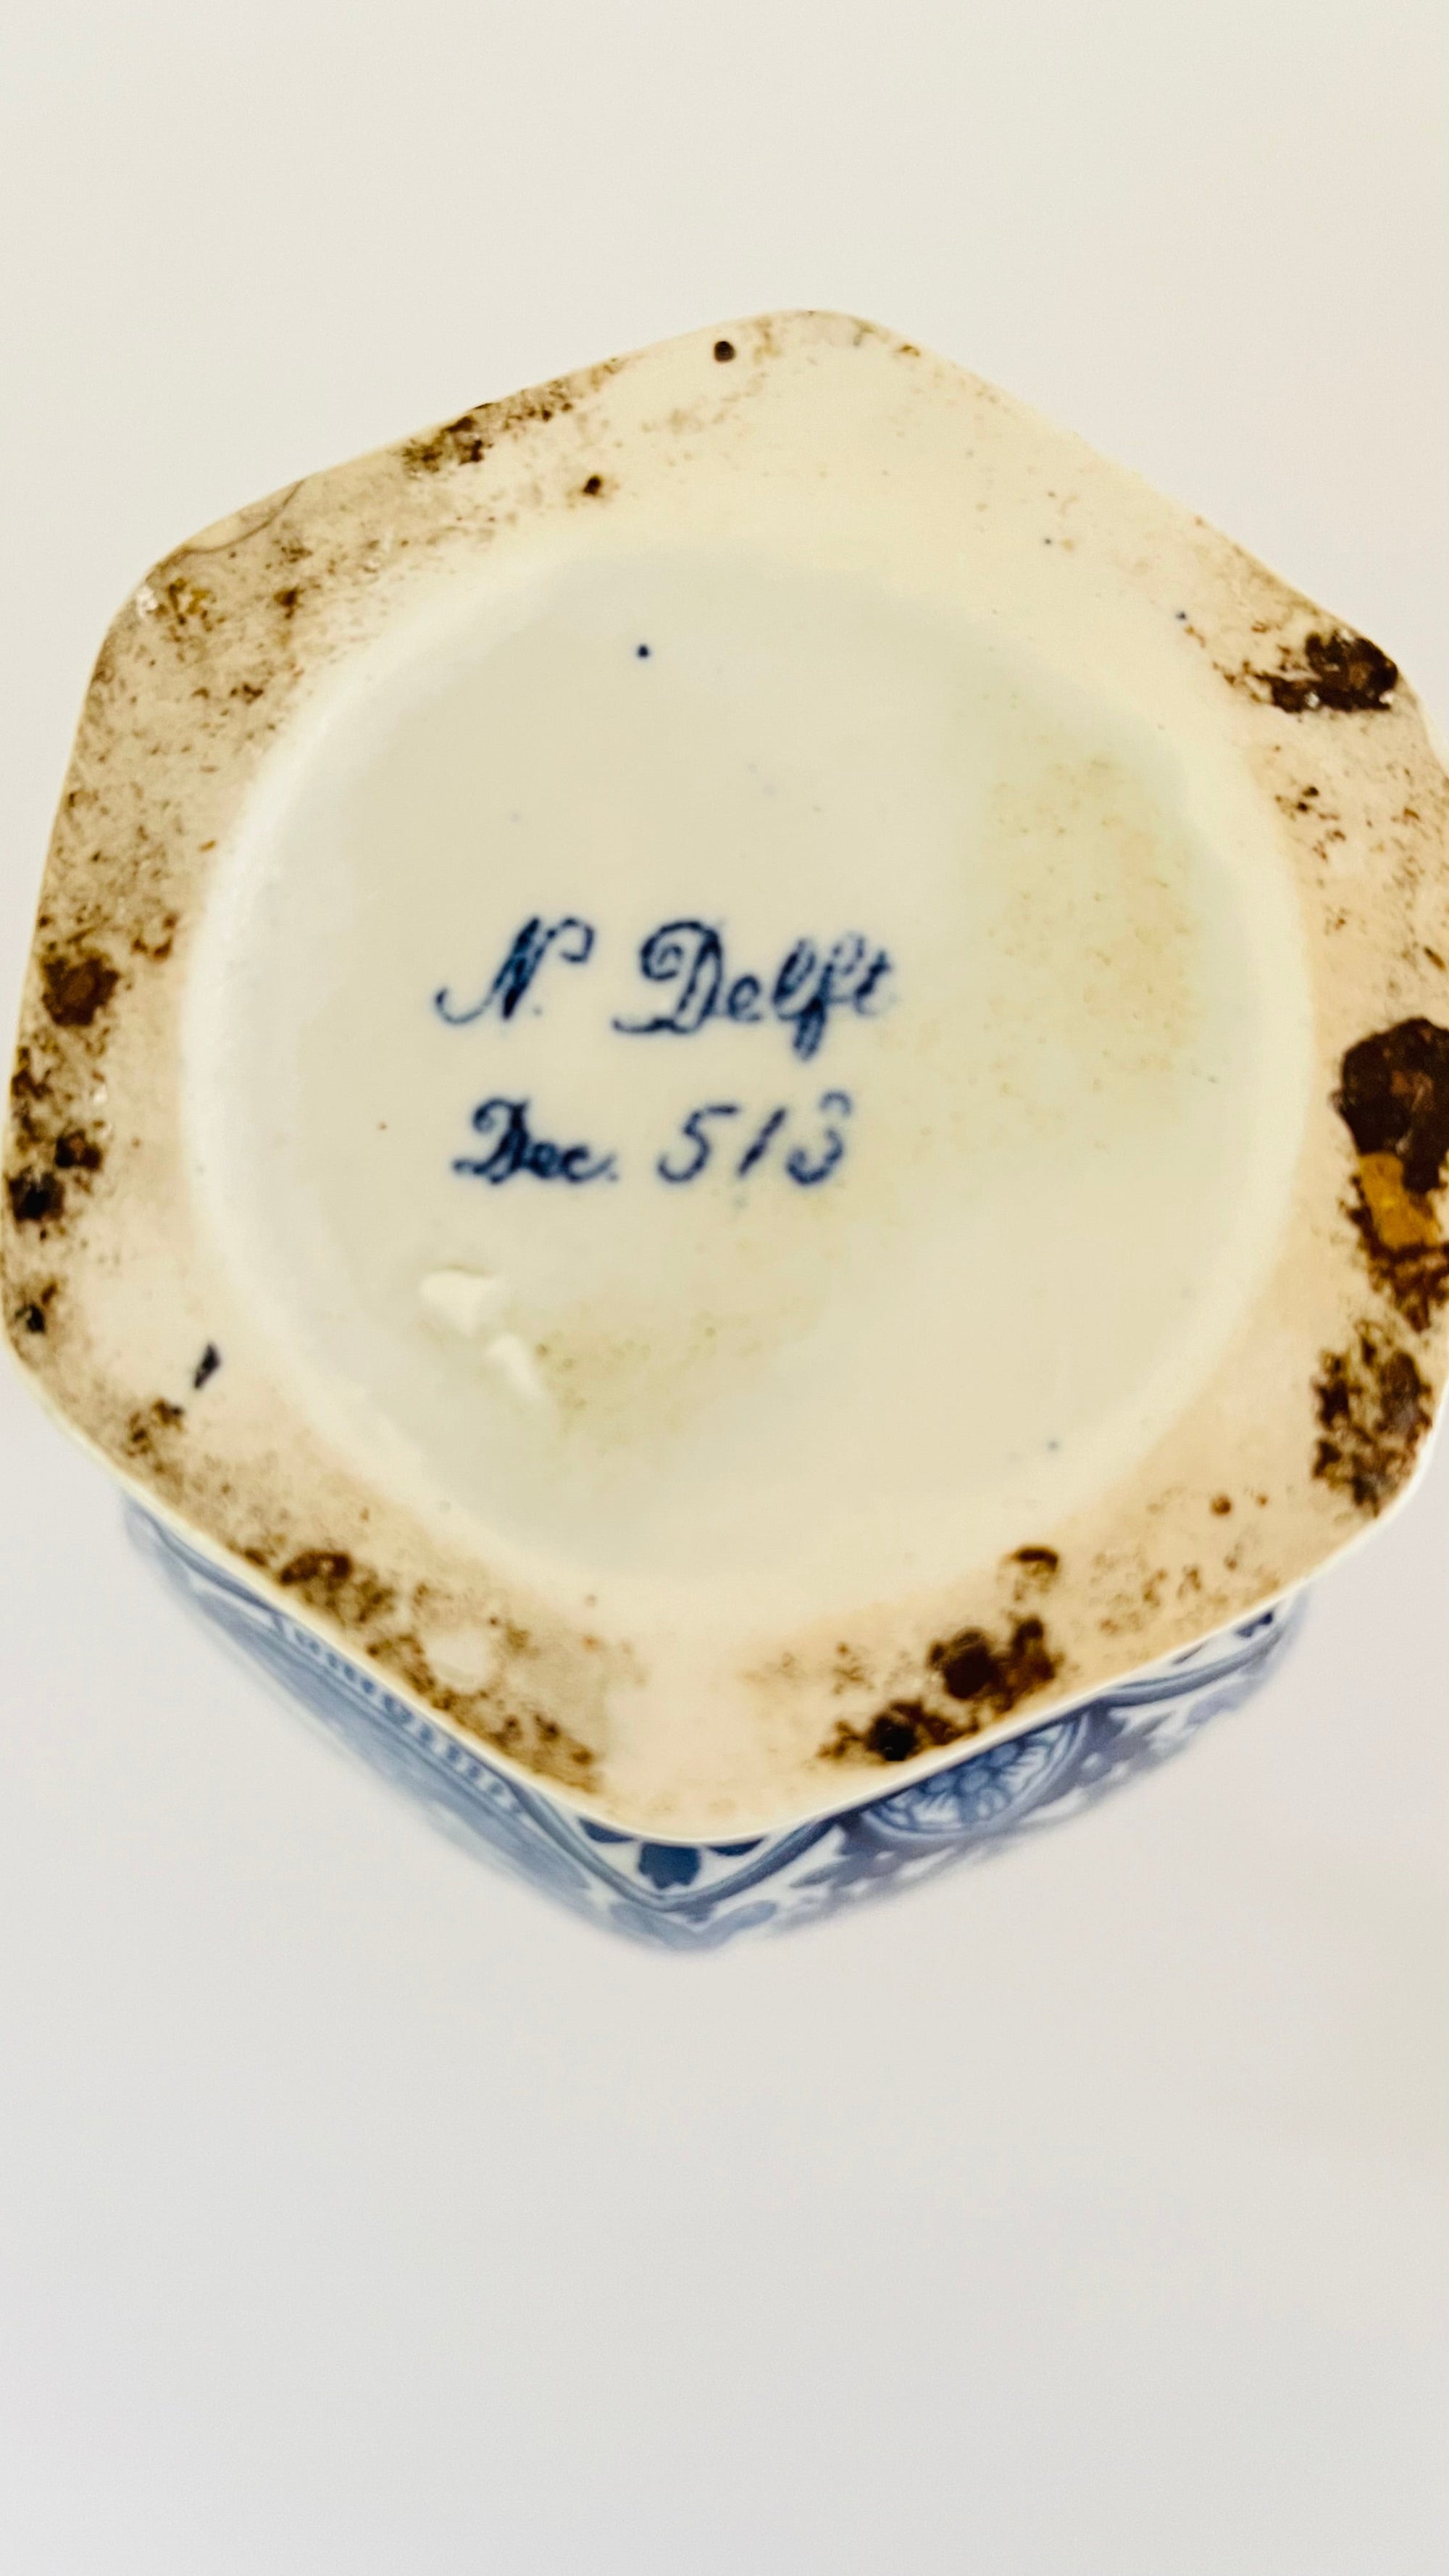 N. Delft
Dec. 513